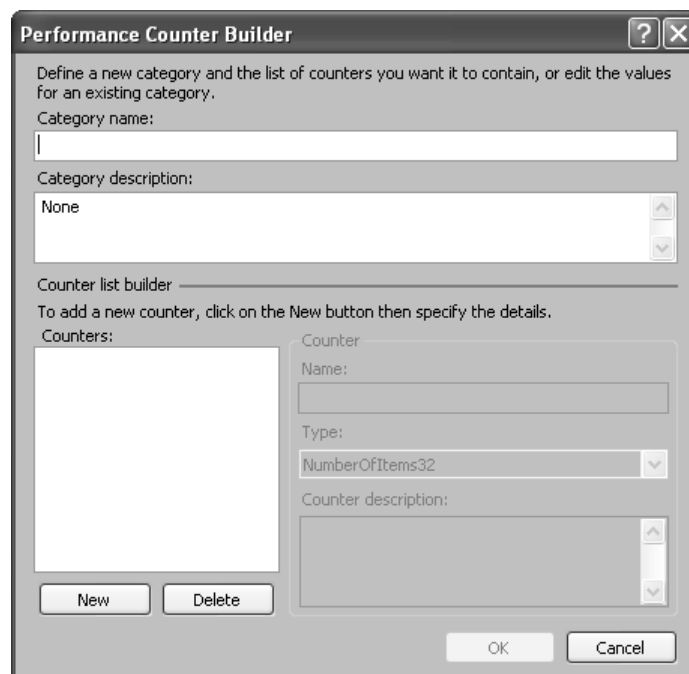 Performance Counter Builder
Define a new category and the list of counters you want it to contain, or edit the values
for an existing category.
Category name:
Category description:
None
Counter list builder
To add a new counter, click on the New button then specify the details.
Counters:
Counter
Name:
Type:
NumberOfItems32
Counter description:
New
Delete
OK
Cancel